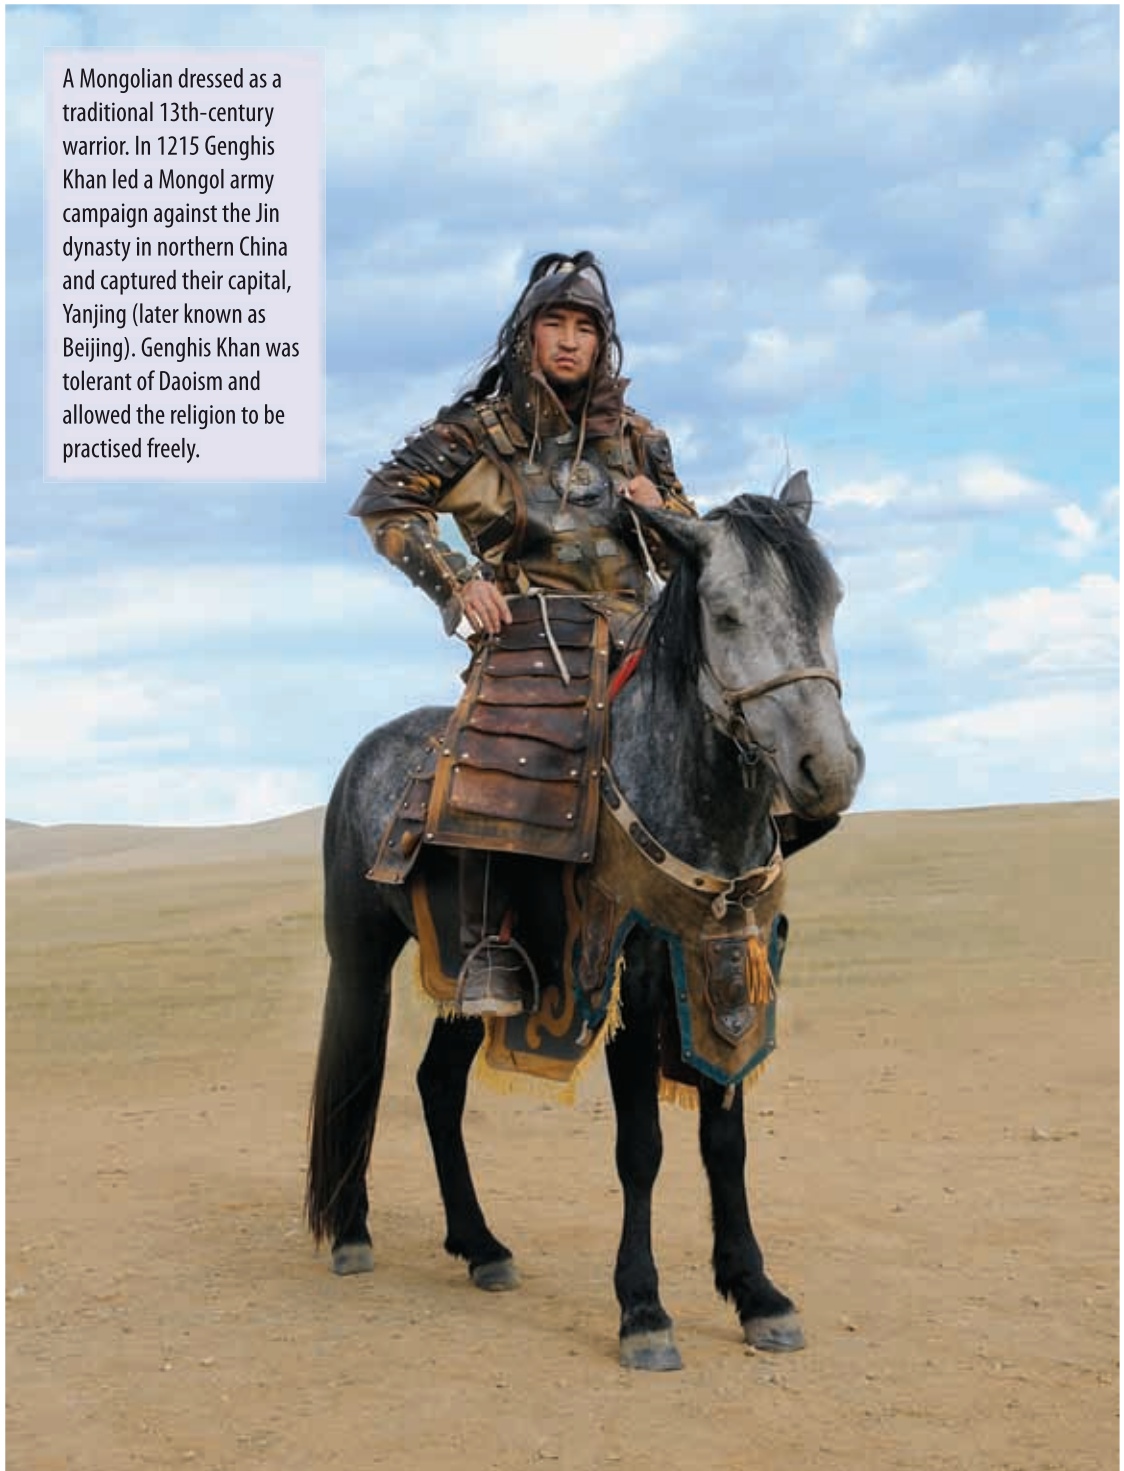 A Mongolian dressed as a
traditional 13th-century
warrior. In 1215 Genghis
Khan led a Mongol army
campaign against the Jin
dynasty in northern China
and captured their capital,
Yanjing (later known as
Beijing). Genghis Khan was
tolerant of Daoism and
allowed the religion to be
practised freely.